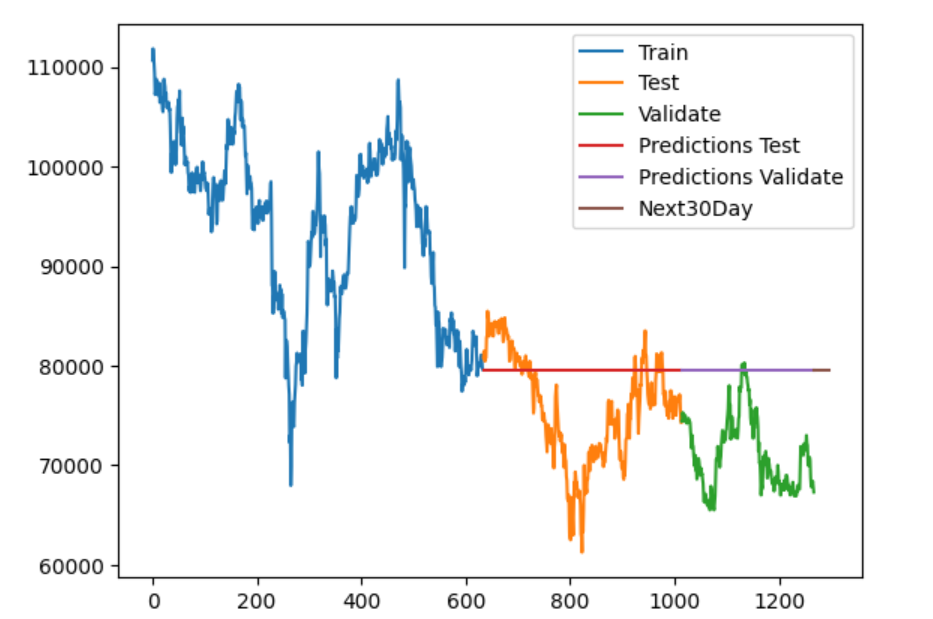 110000
100000
90000
80000
70000
60000
0 200 400 600 800 1000 1200
Train
Test
Validate
Predictions Test
Predictions Validate
Next30Day